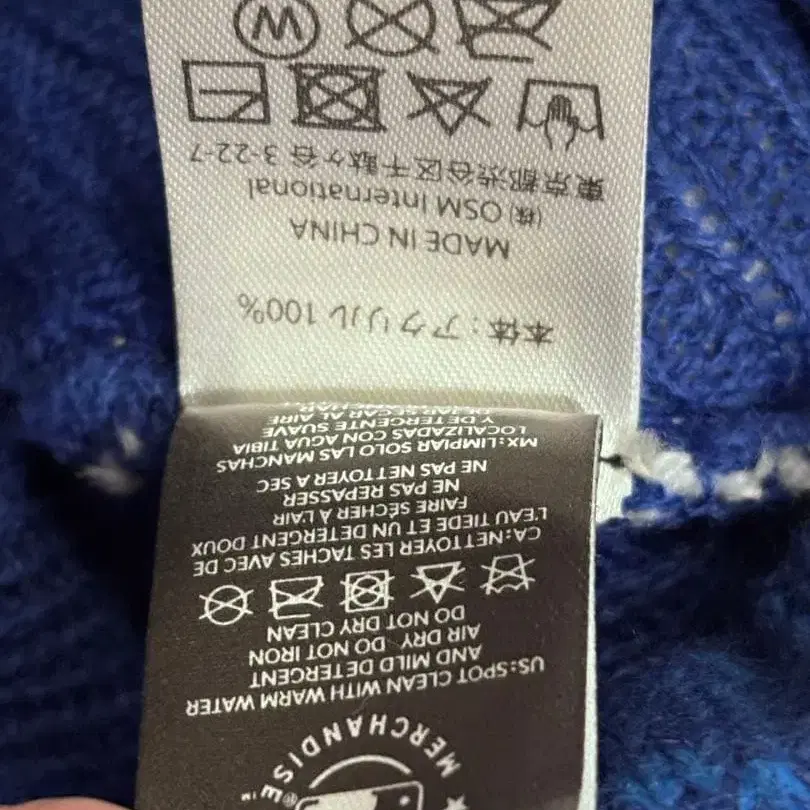 MERCHANDISE
US:SPOT CLEAN WITH WARM WATER
AND MILD DETERGENT
AIR DRY DO NOT IRON
DO NOT DRY CLEAN
CA:NETTOYER LES TACHES AVEC DE
L'EAU TIEDE ET UN DETERGENT DOUX
FAIRE SÉCHER À L'AIR
NE PAS REPASSER
NE PAS NETTOYER A SEC
MX:LIMPIAR SOLO LAS MANCHAS
LOCALIZADAS CON AGUA TIBIA
Y DETERGENTE SUAVE
DEJAR SECAR AL AIRE
本体 : アクリル 100%
MADE IN CHINA
(株) OSM International
東京都渋谷区千駄ヶ谷 3-22-7
W